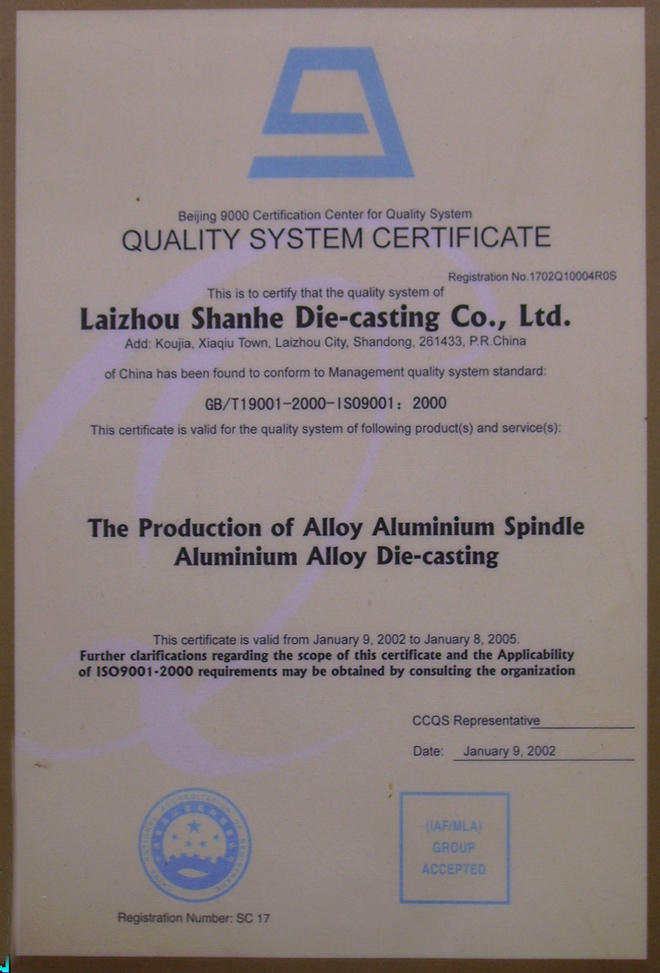 Beijing 9000 Certification Center for Quality System
QUALITY SYSTEM CERTIFICATE
Registration No.1702Q10004R0S
This is to certify that the quality system of
Laizhou Shanhe Die-casting Co., Ltd.
Add: Koujia, Xiaqiu Town, Laizhou City, Shandong, 261433, P.R.China
of China has been found to conform to Management quality system standard:
GB/T19001-2000-ISO9001: 2000
This certificate is valid for the quality system of following product(s) and service(s):
The Production of Alloy Aluminium Spindle
Aluminium Alloy Die-casting
This certificate is valid from January 9, 2002 to January 8, 2005.
Further clarifications regarding the scope of this certificate and the Applicability
of ISO9001-2000 requirements may be obtained by consulting the organization
CCQS Representative
Date: January 9, 2002
CHINA NATIONAL ACCREDITATION OF REGISTRARS
(IAF/MLA)
GROUP
ACCEPTED
Registration Number: SC 17